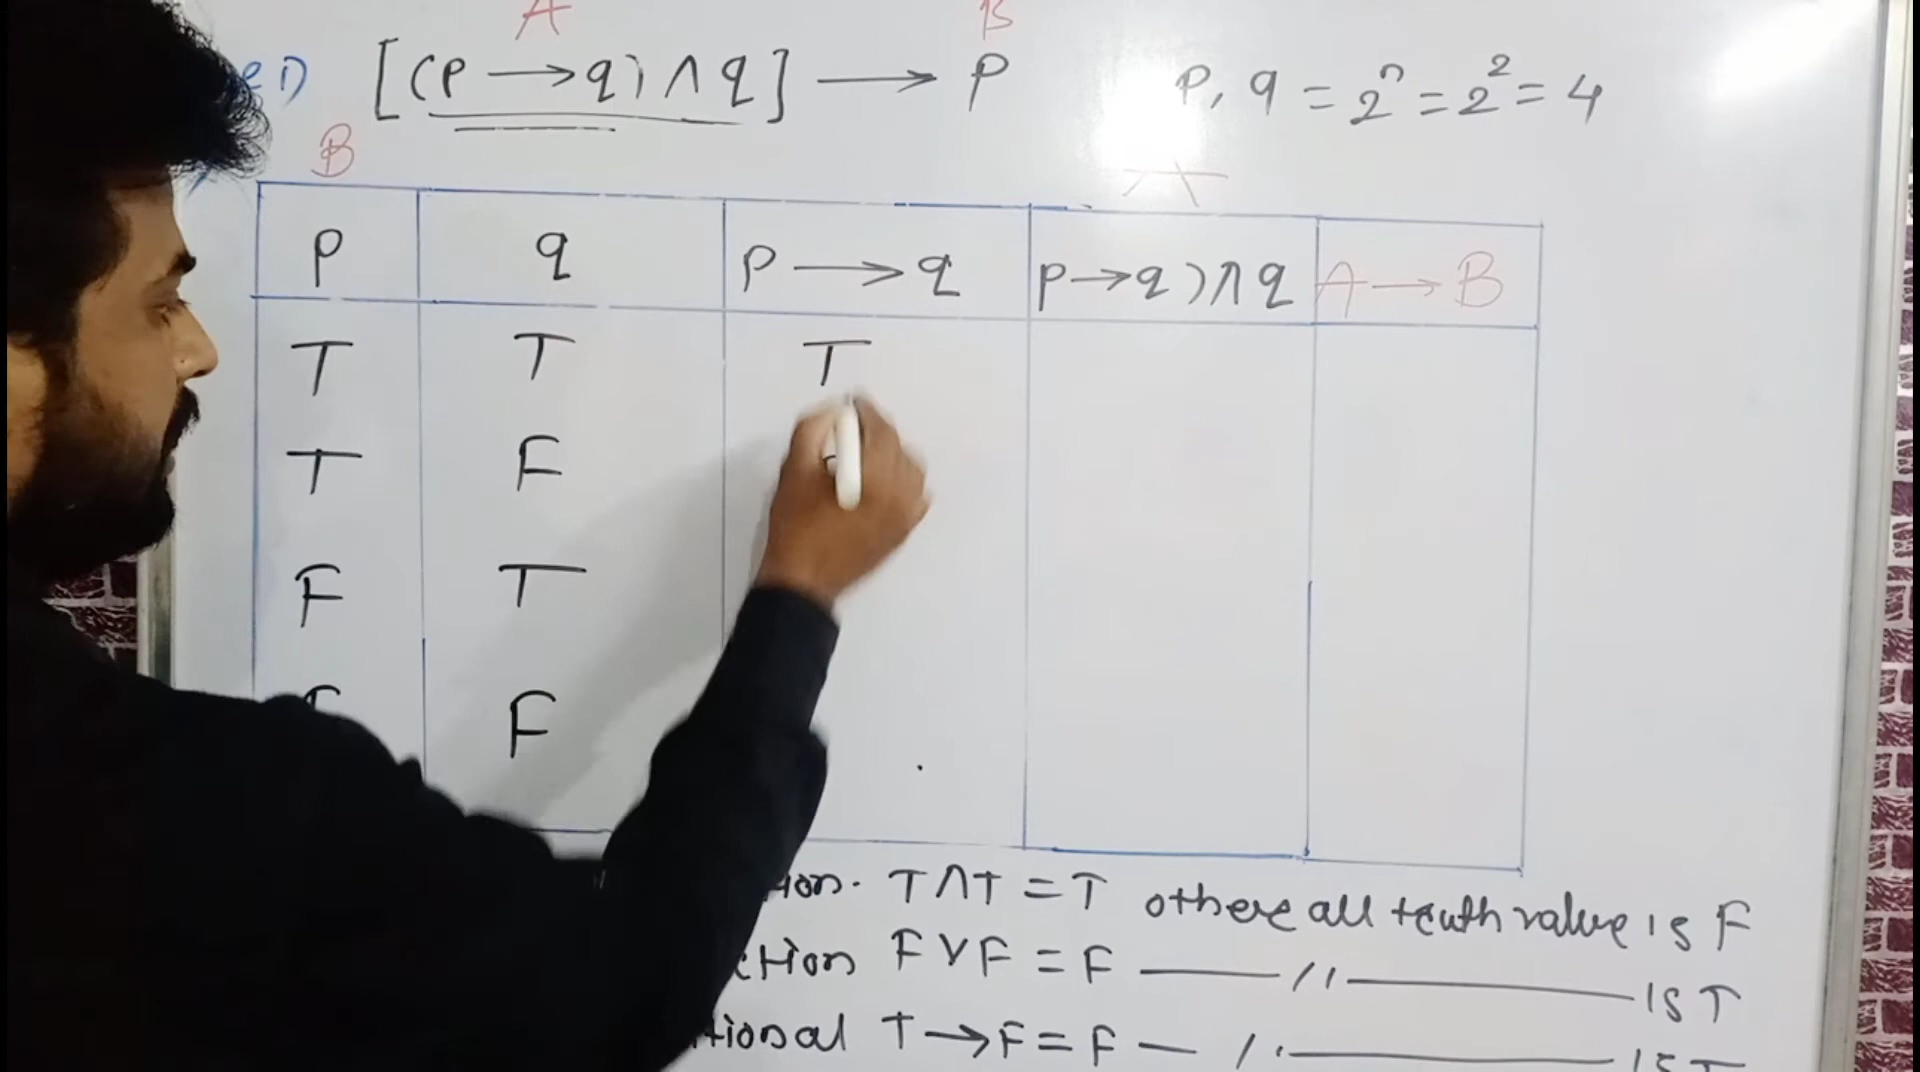 A B
[(p → q) ∧ q] → p p, q = 2ⁿ = 2² = 4
B A
p q p → q p → q) ∧ q A → B
T T T
T F
F T
F
T ∧ T = T othere all truth value is F
F ∨ F = F — // — is T
T → F = F — / · — is T